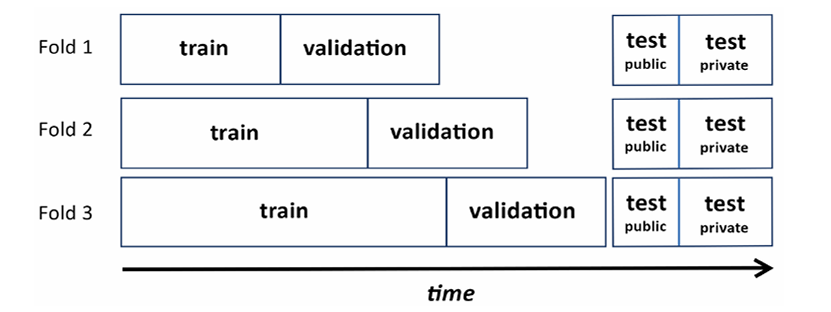 Fold 1 train validation test public test private
Fold 2 train validation test public test private
Fold 3 train validation test public test private
time